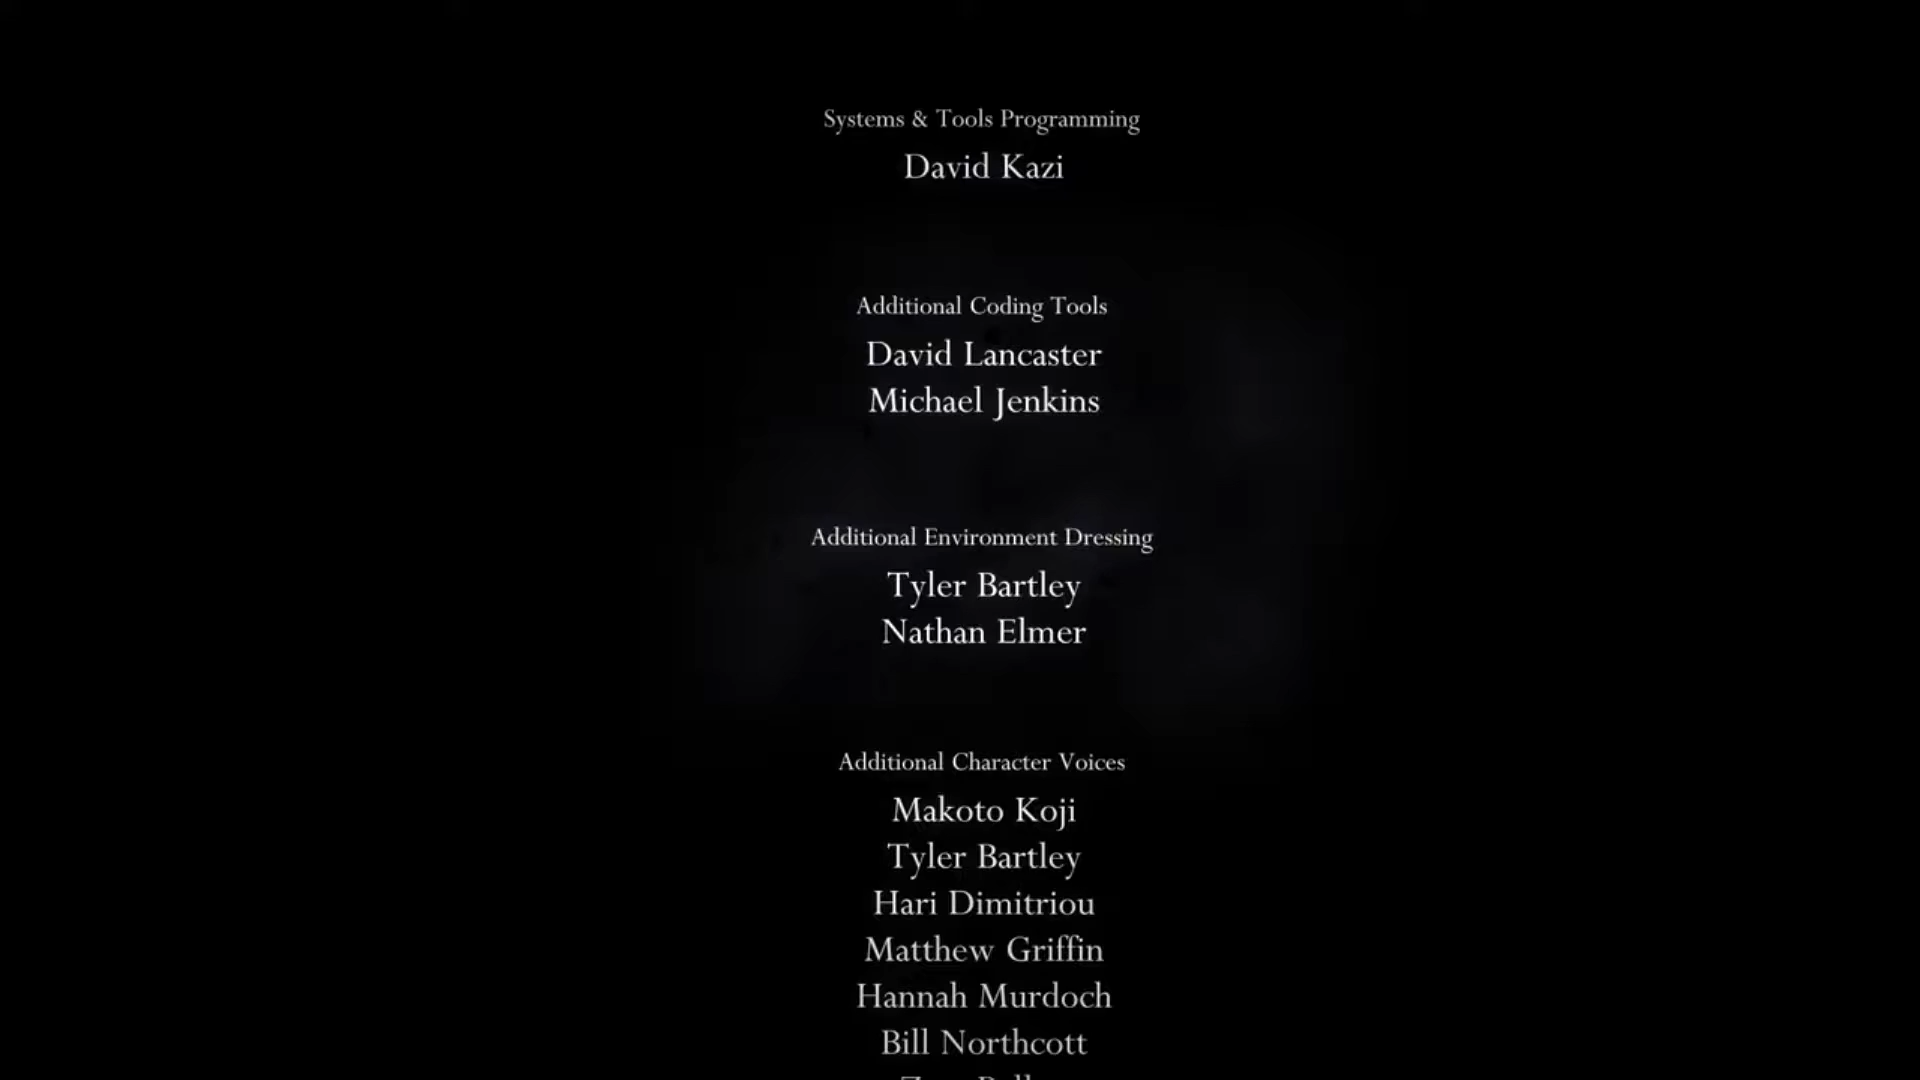 Systems & Tools Programming
David Kazi
Additional Coding Tools
David Lancaster
Michael Jenkins
Additional Environment Dressing
Tyler Bartley
Nathan Elmer
Additional Character Voices
Makoto Koji
Tyler Bartley
Hari Dimitriou
Matthew Griffin
Hannah Murdoch
Bill Northcott